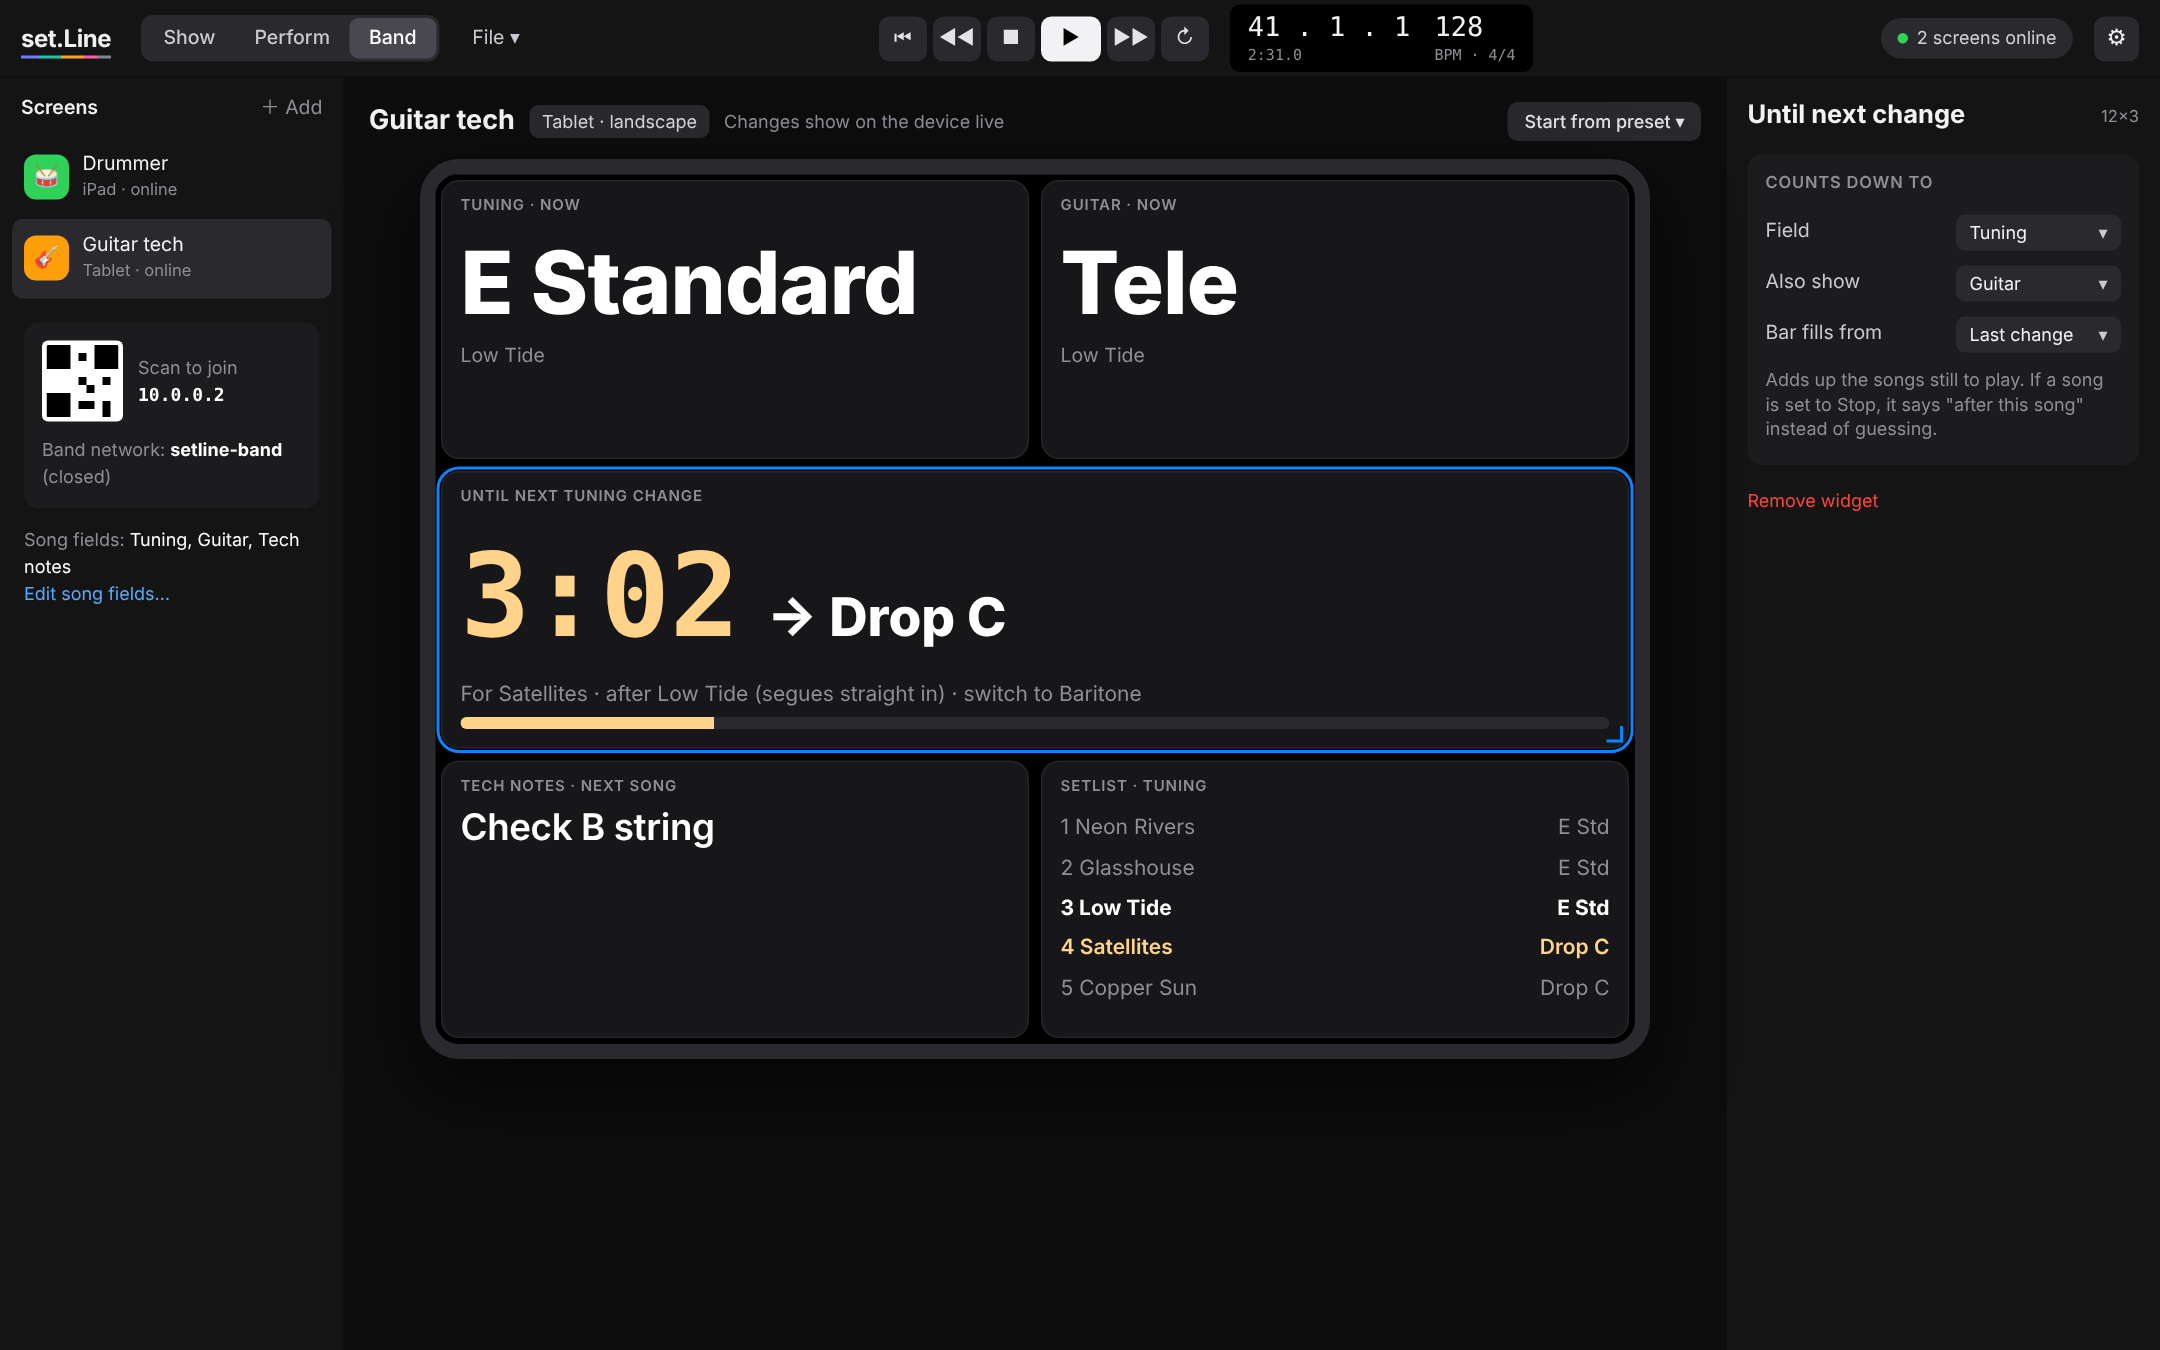 set.Line
Show Perform Band File ▾
41 . 1 . 1 128
2:31.0 BPM · 4/4
2 screens online
Screens
+ Add
Drummer
iPad · online
Guitar tech
Tablet · online
Scan to join
10.0.0.2
Band network: setline-band
(closed)
Song fields: Tuning, Guitar, Tech
notes
Edit song fields...
Guitar tech Tablet · landscape Changes show on the device live
Start from preset ▾
TUNING · NOW
E Standard
Low Tide
GUITAR · NOW
Tele
Low Tide
UNTIL NEXT TUNING CHANGE
3:02 → Drop C
For Satellites · after Low Tide (segues straight in) · switch to Baritone
TECH NOTES · NEXT SONG
Check B string
SETLIST · TUNING
1 Neon Rivers E Std
2 Glasshouse E Std
3 Low Tide E Std
4 Satellites Drop C
5 Copper Sun Drop C
Until next change 12×3
COUNTS DOWN TO
Field Tuning ▾
Also show Guitar ▾
Bar fills from Last change ▾
Adds up the songs still to play. If a song
is set to Stop, it says "after this song"
instead of guessing.
Remove widget